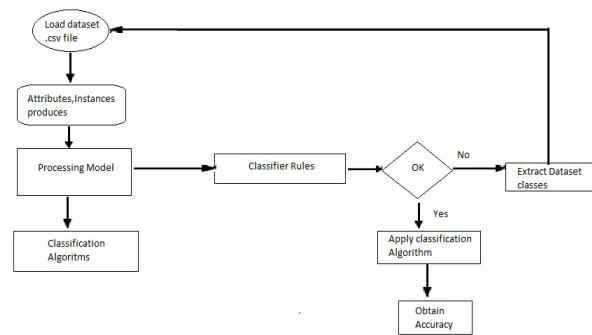 Load dataset
.csv file
Attributes,Instances
produces
Processing Model
Classifier Rules
OK
No
Extract Dataset
classes
Yes
Classification
Algoritms
Apply classification
Algorithm
Obtain
Accuracy